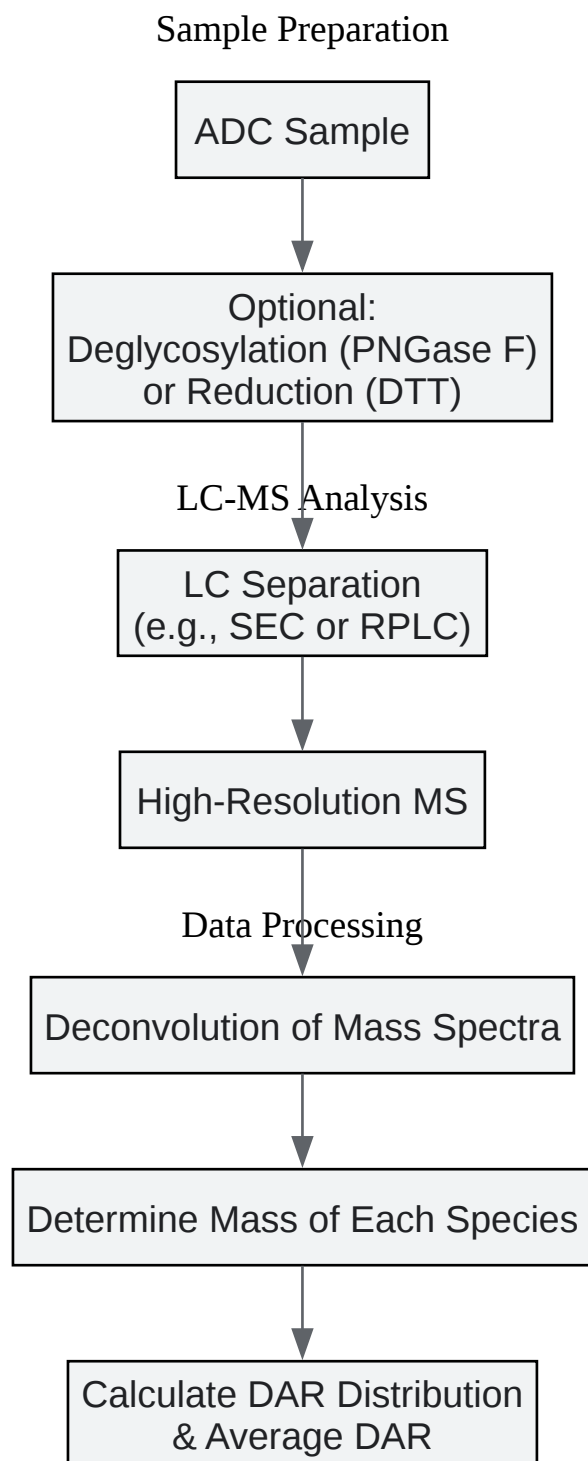 Sample Preparation
ADC Sample
Optional:
Deglycosylation (PNGase F)
or Reduction (DTT)
LC-MS Analysis
LC Separation
(e.g., SEC or RPLC)
High-Resolution MS
Data Processing
Deconvolution of Mass Spectra
Determine Mass of Each Species
Calculate DAR Distribution
& Average DAR